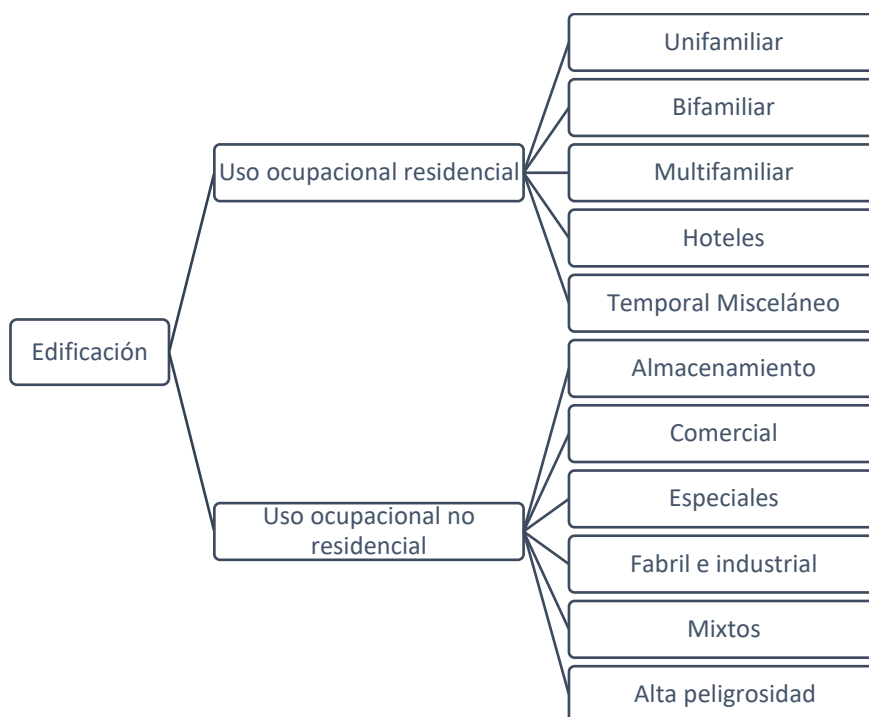 Edificación
Uso ocupacional residencial
Unifamiliar
Bifamiliar
Multifamiliar
Hoteles
Temporal Misceláneo
Uso ocupacional no
residencial
Almacenamiento
Comercial
Especiales
Fabril e industrial
Mixtos
Alta peligrosidad